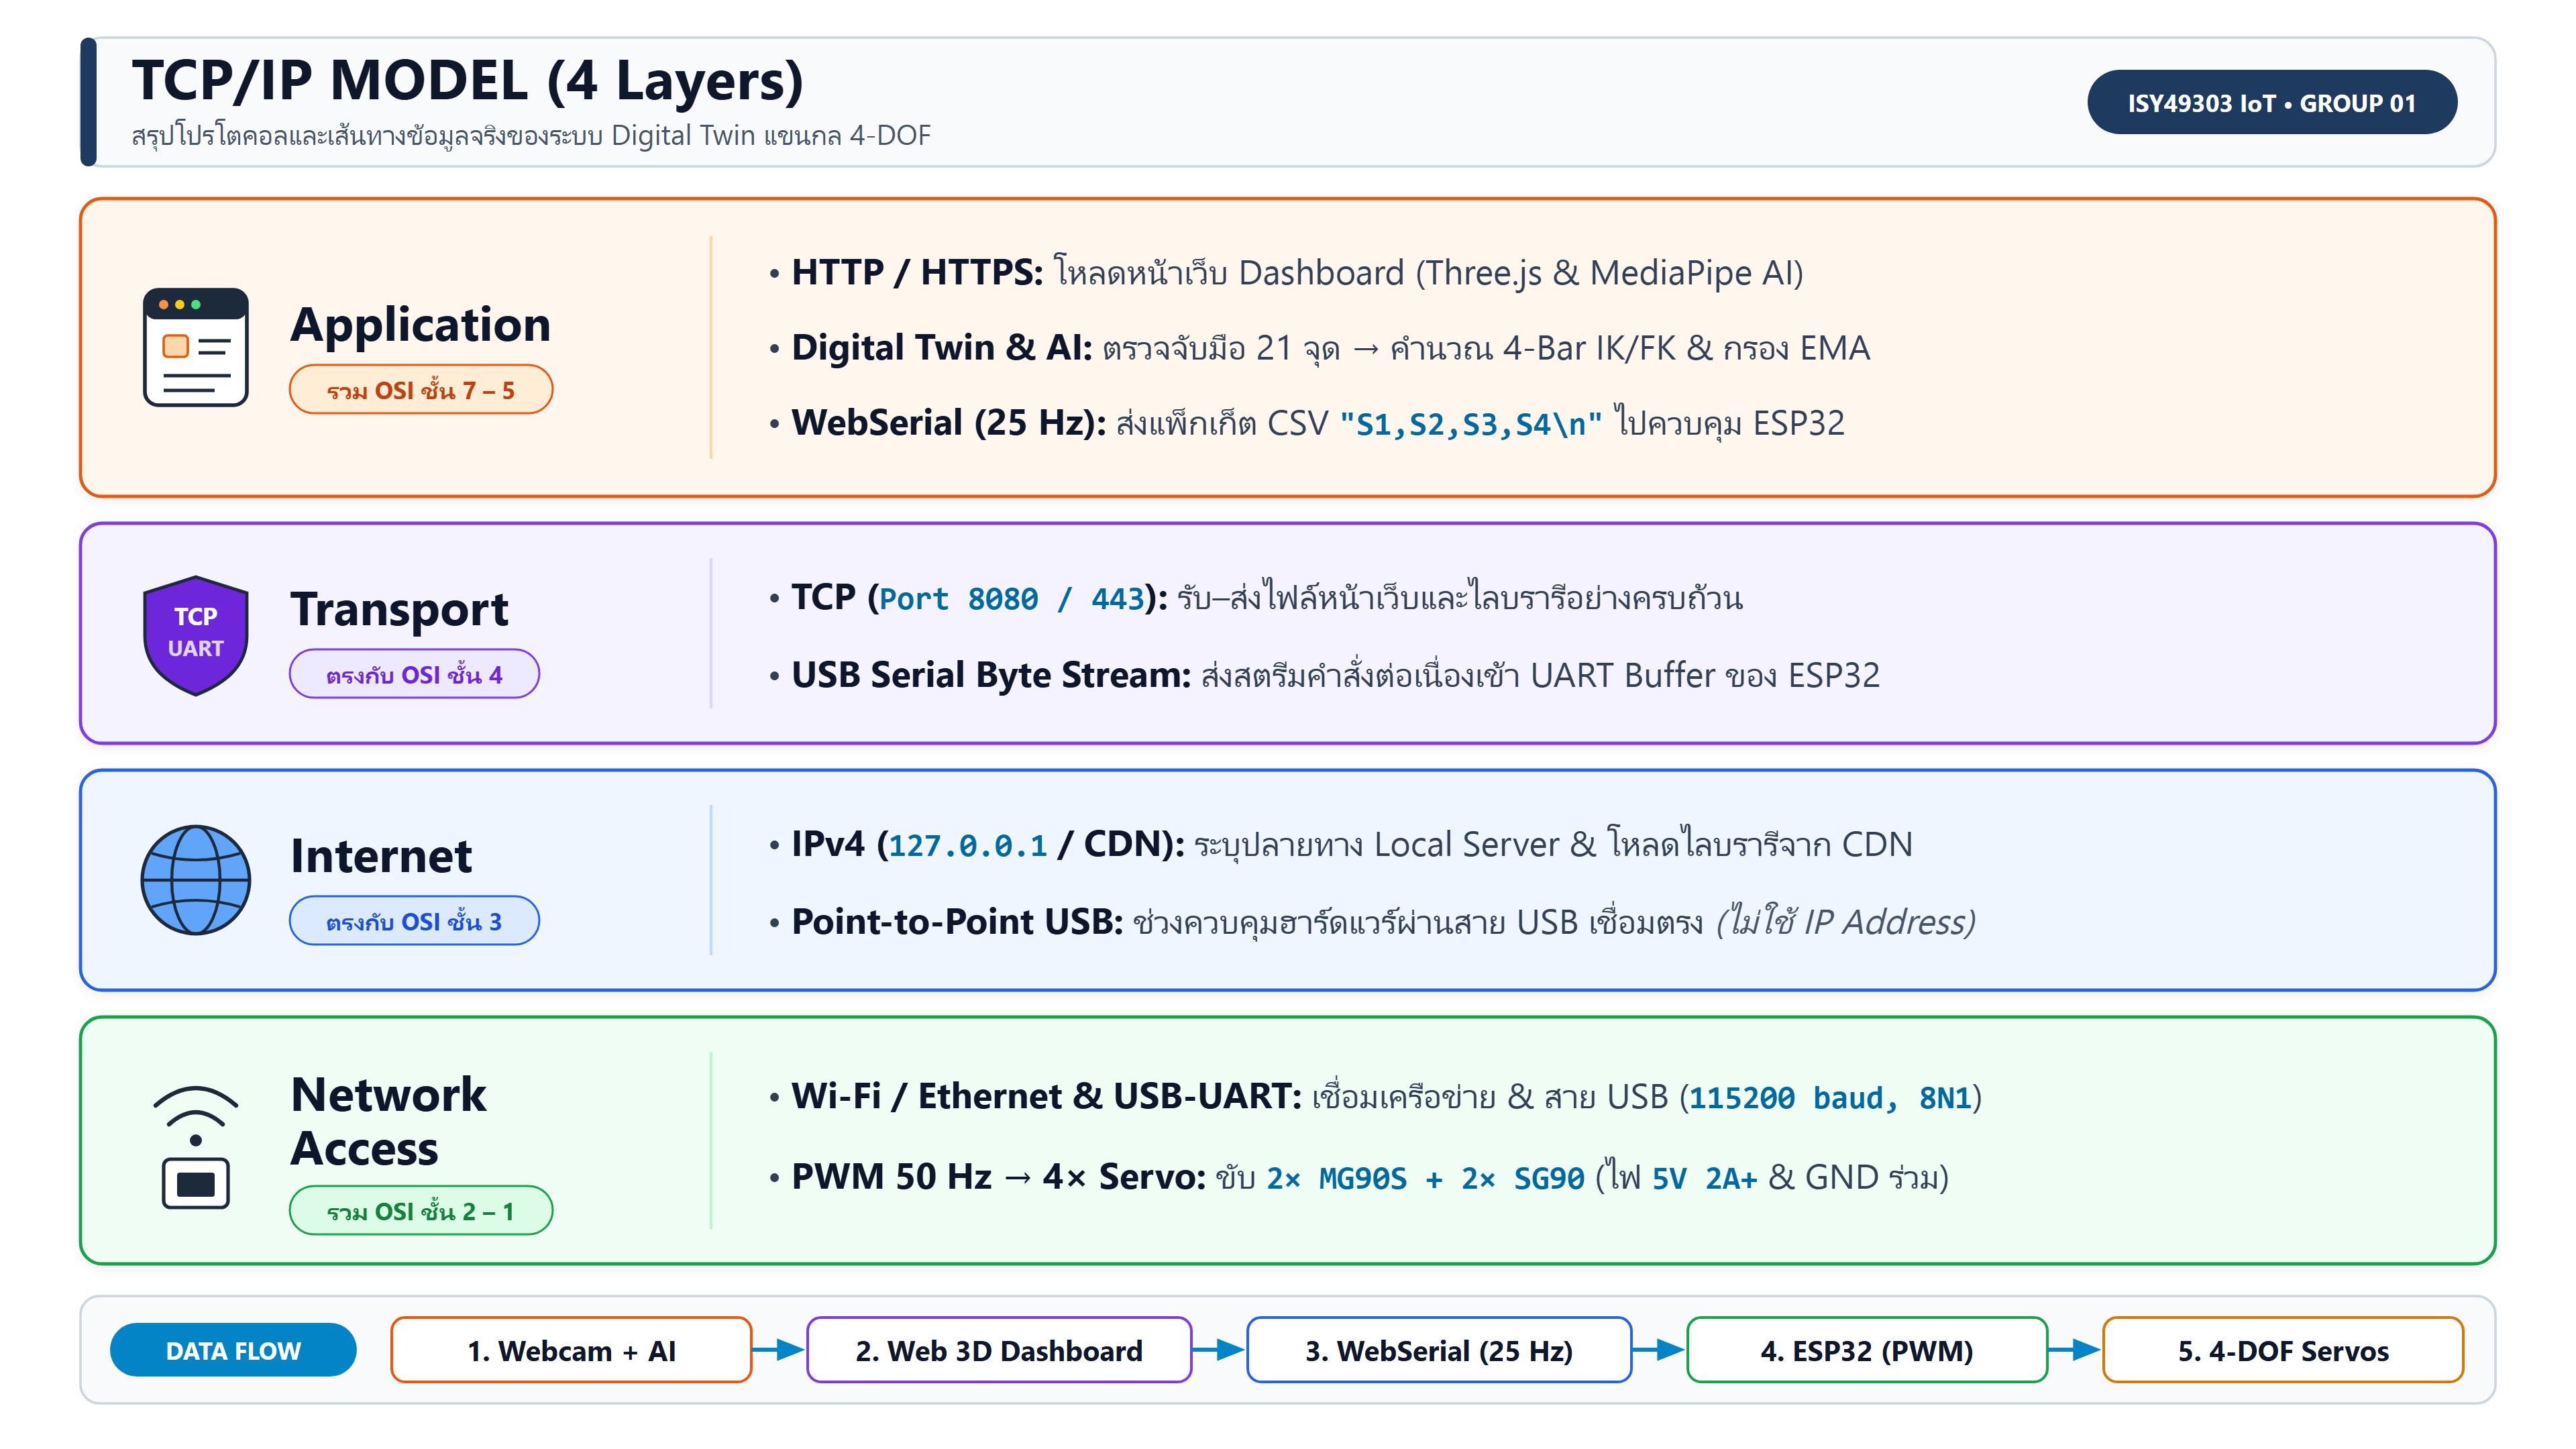 TCP/IP MODEL (4 Layers)
สรุปโปรโตคอลและเส้นทางข้อมูลจริงของระบบ Digital Twin แขนกล 4-DOF
ISY49303 IoT • GROUP 01
Application
รวม OSI ชั้น 7 – 5
• HTTP / HTTPS: โหลดหน้าเว็บ Dashboard (Three.js & MediaPipe AI)
• Digital Twin & AI: ตรวจจับมือ 21 จุด → คำนวณ 4-Bar IK/FK & กรอง EMA
• WebSerial (25 Hz): ส่งแพ็กเก็ต CSV "S1,S2,S3,S4\n" ไปควบคุม ESP32
TCP
UART
Transport
ตรงกับ OSI ชั้น 4
• TCP (Port 8080 / 443): รับ–ส่งไฟล์หน้าเว็บและไลบรารีอย่างครบถ้วน
• USB Serial Byte Stream: ส่งสตรีมคำสั่งต่อเนื่องเข้า UART Buffer ของ ESP32
Internet
ตรงกับ OSI ชั้น 3
• IPv4 (127.0.0.1 / CDN): ระบุปลายทาง Local Server & โหลดไลบรารีจาก CDN
• Point-to-Point USB: ช่วงควบคุมฮาร์ดแวร์ผ่านสาย USB เชื่อมตรง (ไม่ใช้ IP Address)
Network
Access
รวม OSI ชั้น 2 – 1
• Wi-Fi / Ethernet & USB-UART: เชื่อมเครือข่าย & สาย USB (115200 baud, 8N1)
• PWM 50 Hz → 4× Servo: ขับ 2× MG90S + 2× SG90 (ไฟ 5V 2A+ & GND ร่วม)
DATA FLOW
1. Webcam + AI
2. Web 3D Dashboard
3. WebSerial (25 Hz)
4. ESP32 (PWM)
5. 4-DOF Servos